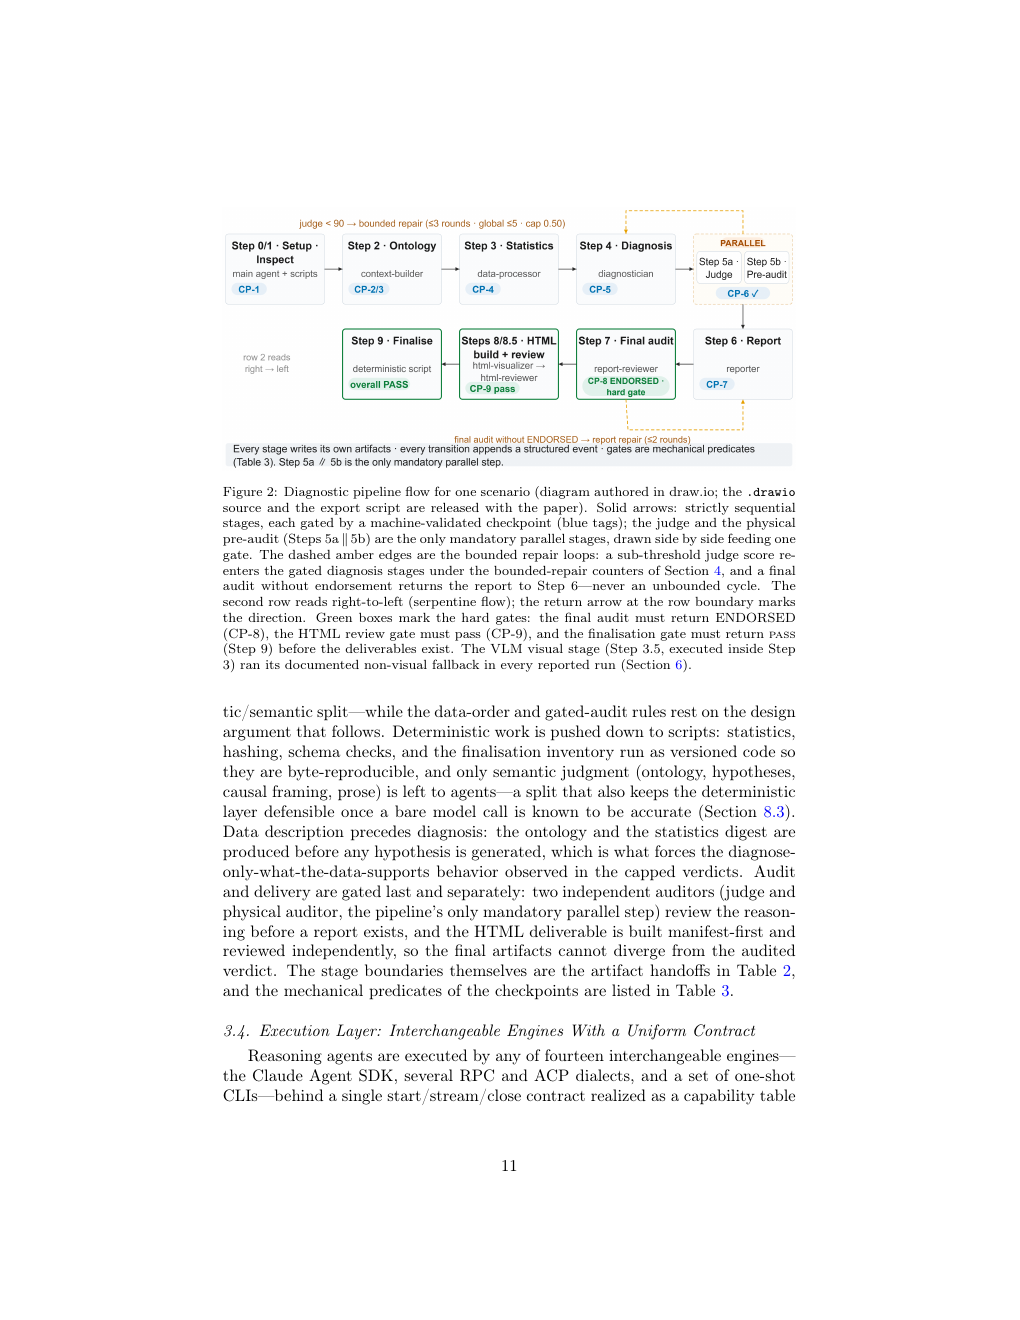 judge < 90 → bounded repair (≤3 rounds · global ≤5 · cap 0.50)
Step 0/1 · Setup ·
Inspect
main agent + scripts
CP-1
Step 2 · Ontology
context-builder
CP-2/3
Step 3 · Statistics
data-processor
CP-4
Step 4 · Diagnosis
diagnostician
CP-5
PARALLEL
Step 5a ·
Judge
Step 5b ·
Pre-audit
CP-6 ✓
row 2 reads
right → left
Step 9 · Finalise
deterministic script
overall PASS
Steps 8/8.5 · HTML
build + review
html-visualizer →
html-reviewer
CP-9 pass
Step 7 · Final audit
report-reviewer
CP-8 ENDORSED ·
hard gate
Step 6 · Report
reporter
CP-7
final audit without ENDORSED → report repair (≤2 rounds)
Every stage writes its own artifacts · every transition appends a structured event · gates are mechanical predicates
(Table 3). Step 5a ∥ 5b is the only mandatory parallel step.
Figure 2: Diagnostic pipeline flow for one scenario (diagram authored in draw.io; the .drawio
source and the export script are released with the paper). Solid arrows: strictly sequential
stages, each gated by a machine-validated checkpoint (blue tags); the judge and the physical
pre-audit (Steps 5a ∥ 5b) are the only mandatory parallel stages, drawn side by side feeding one
gate. The dashed amber edges are the bounded repair loops: a sub-threshold judge score re-
enters the gated diagnosis stages under the bounded-repair counters of Section 4, and a final
audit without endorsement returns the report to Step 6—never an unbounded cycle. The
second row reads right-to-left (serpentine flow); the return arrow at the row boundary marks
the direction. Green boxes mark the hard gates: the final audit must return ENDORSED
(CP-8), the HTML review gate must pass (CP-9), and the finalisation gate must return PASS
(Step 9) before the deliverables exist. The VLM visual stage (Step 3.5, executed inside Step
3) ran its documented non-visual fallback in every reported run (Section 6).
tic/semantic split—while the data-order and gated-audit rules rest on the design
argument that follows. Deterministic work is pushed down to scripts: statistics,
hashing, schema checks, and the finalisation inventory run as versioned code so
they are byte-reproducible, and only semantic judgment (ontology, hypotheses,
causal framing, prose) is left to agents—a split that also keeps the deterministic
layer defensible once a bare model call is known to be accurate (Section 8.3).
Data description precedes diagnosis: the ontology and the statistics digest are
produced before any hypothesis is generated, which is what forces the diagnose-
only-what-the-data-supports behavior observed in the capped verdicts. Audit
and delivery are gated last and separately: two independent auditors (judge and
physical auditor, the pipeline's only mandatory parallel step) review the reason-
ing before a report exists, and the HTML deliverable is built manifest-first and
reviewed independently, so the final artifacts cannot diverge from the audited
verdict. The stage boundaries themselves are the artifact handoffs in Table 2,
and the mechanical predicates of the checkpoints are listed in Table 3.
3.4. Execution Layer: Interchangeable Engines With a Uniform Contract
Reasoning agents are executed by any of fourteen interchangeable engines—
the Claude Agent SDK, several RPC and ACP dialects, and a set of one-shot
CLIs—behind a single start/stream/close contract realized as a capability table
11